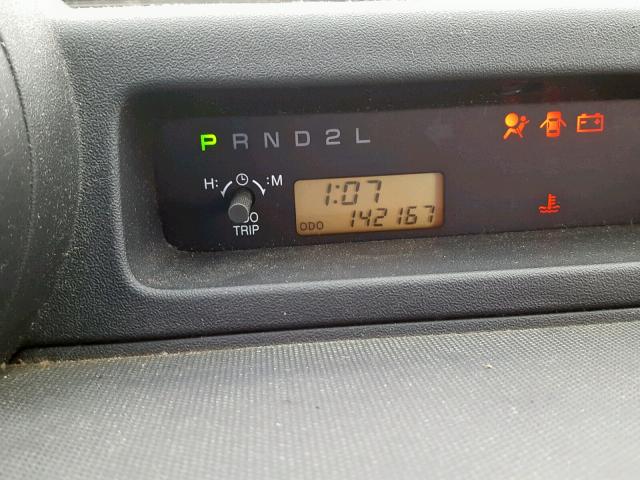 P R N D 2 L
H: :M
1:07
ODO 142167
TRIP